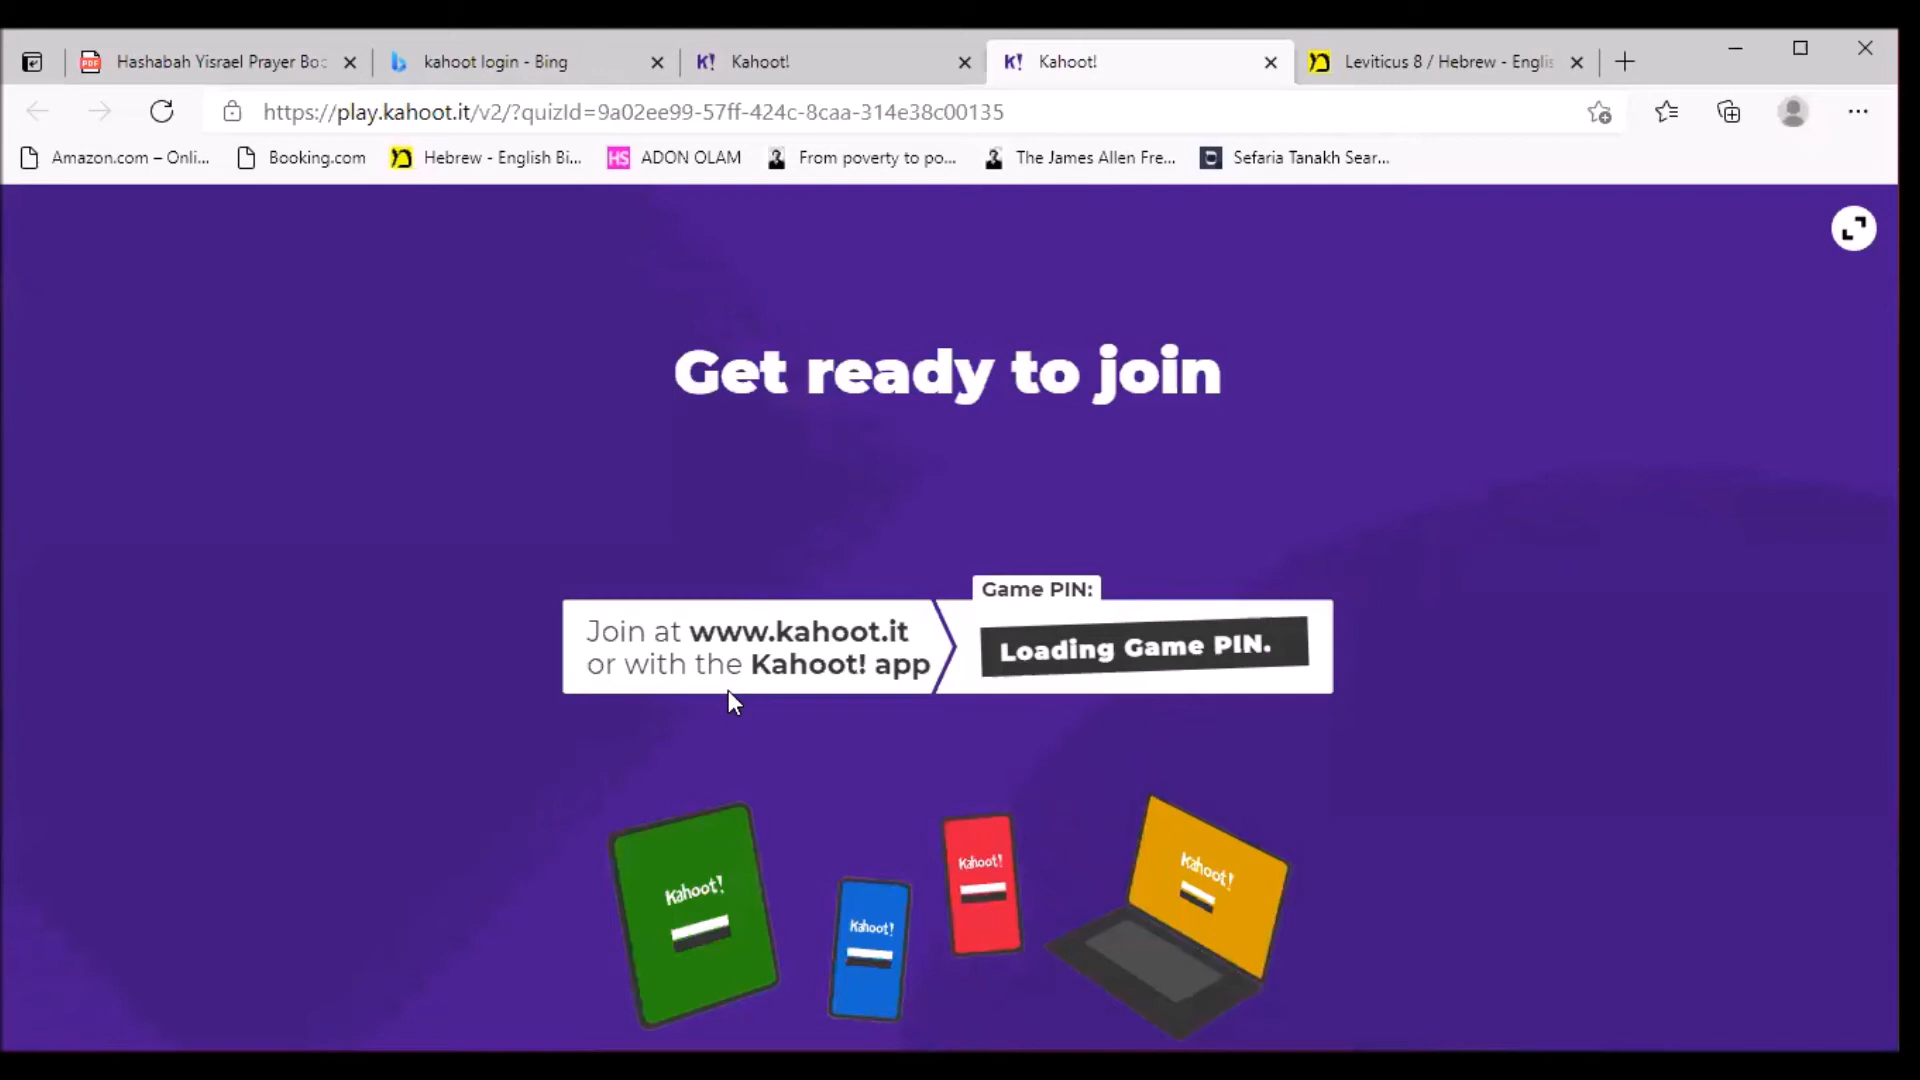 Hashabah Yisrael Prayer Boo
kahoot login - Bing
K! Kahoot!
K! Kahoot!
Leviticus 8 / Hebrew - Englis
https://play.kahoot.it/v2/?quizId=9a02ee99-57ff-424c-8caa-314e38c00135
Amazon.com – Onli...
Booking.com
Hebrew - English Bi...
HS ADON OLAM
From poverty to po...
The James Allen Fre...
Sefaria Tanakh Sear...
Get ready to join
Game PIN:
Join at www.kahoot.it
or with the Kahoot! app
Loading Game PIN.
Kahoot!
Kahoot!
Kahoot!
Kahoot!